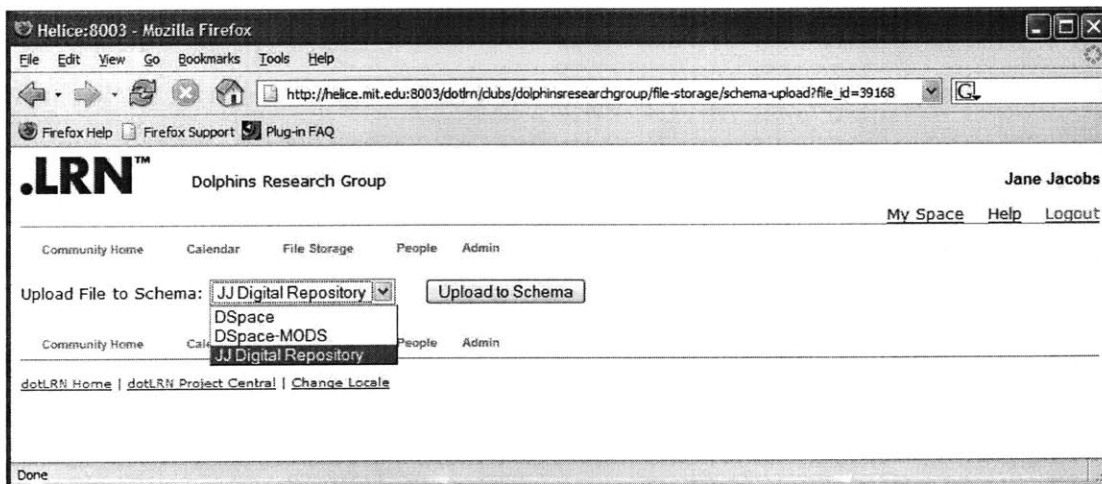 Helice:8003 - Mozilla Firefox
File Edit View Go Bookmarks Tools Help
http://helice.mit.edu:8003/dotlrn/clubs/dolphinsresearchgroup/file-storage/schema-upload?file_id=39168 G
Firefox Help Firefox Support Plug-in FAQ
.LRN™ Dolphins Research Group Jane Jacobs
My Space Help Logout
Community Home Calendar File Storage People Admin
Upload File to Schema: JJ Digital Repository Upload to Schema
DSpace
DSpace-MODS
Community Home Cale People Admin
JJ Digital Repository
dotLRN Home | dotLRN Project Central | Change Locale
Done